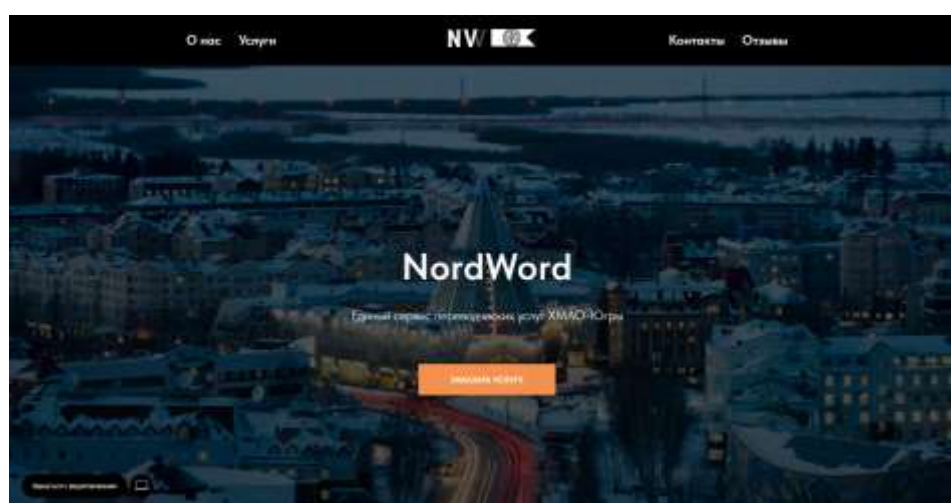 О нас Услуги NW Контакты Отзывы
NordWord
Единый сервис переводческих услуг ХМАО-Югры